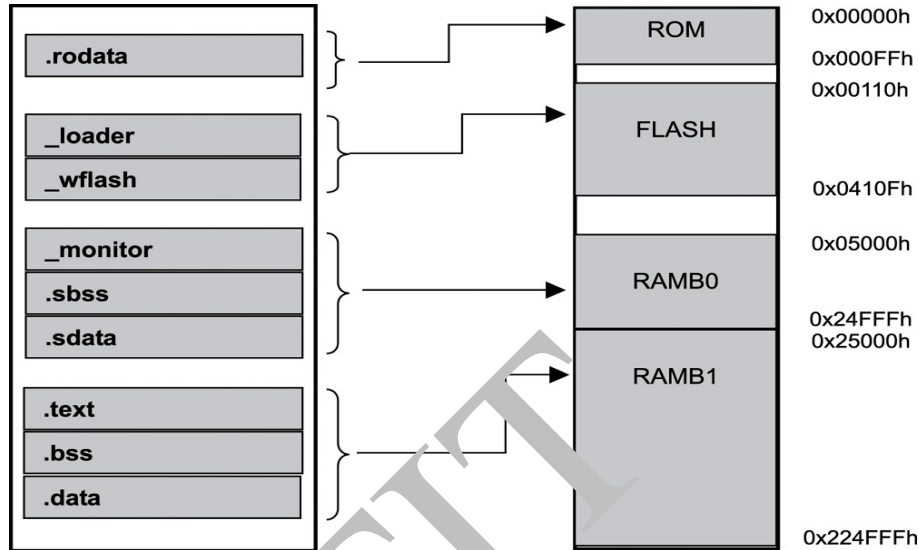 .rodata
_loader
_wflash
_monitor
.sbss
.sdata
.text
.bss
.data
ROM
FLASH
RAMB0
RAMB1
0x00000h
0x000FFh
0x00110h
0x0410Fh
0x05000h
0x24FFFh
0x25000h
0x224FFFh